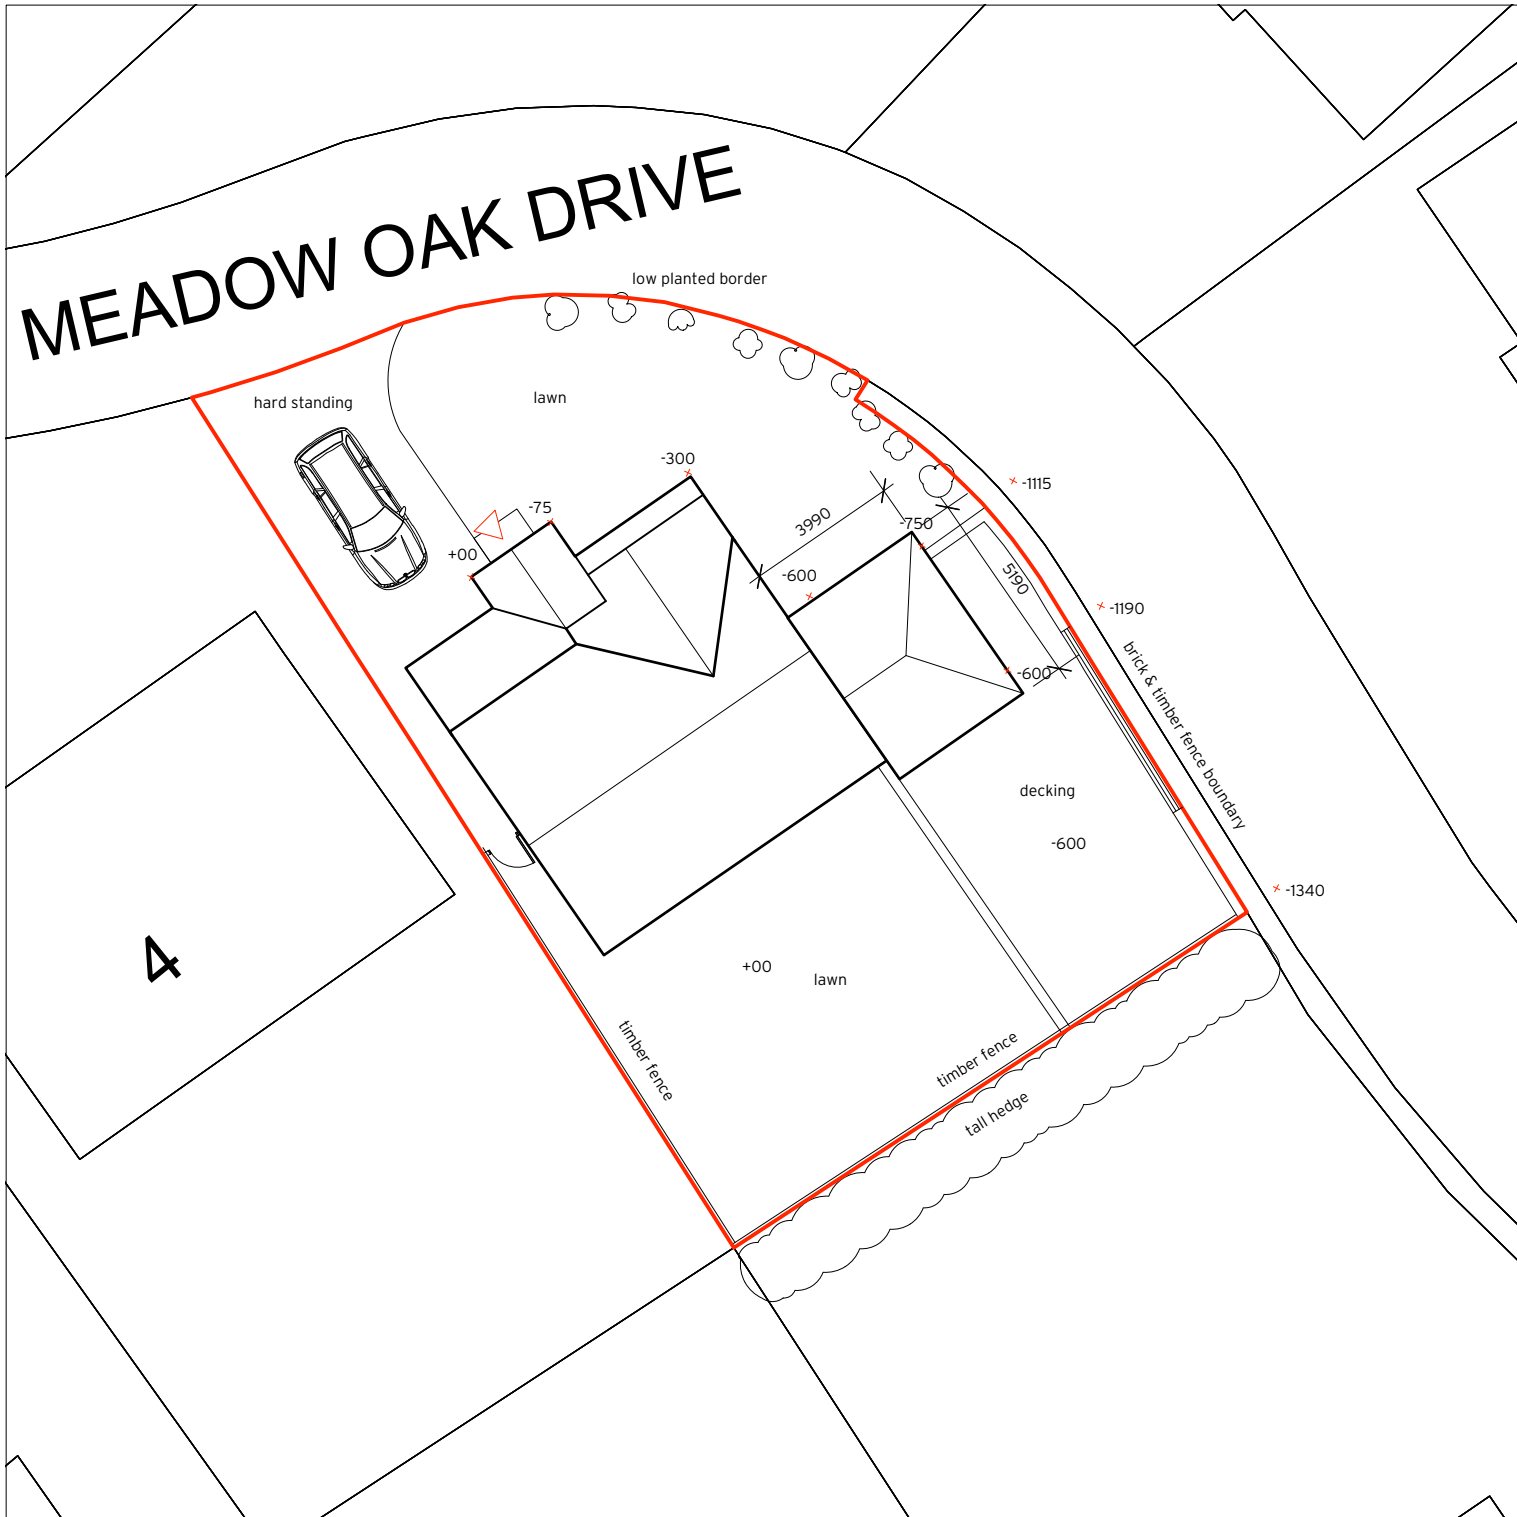 MEADOW OAK DRIVE
low planted border
hard standing
lawn
-300
-1115
-75
3990
-750
+00
-600
5190
-1190
-600
brick & timber fence boundary
decking
-600
-1340
4
+00
lawn
timber fence
timber fence
tall hedge